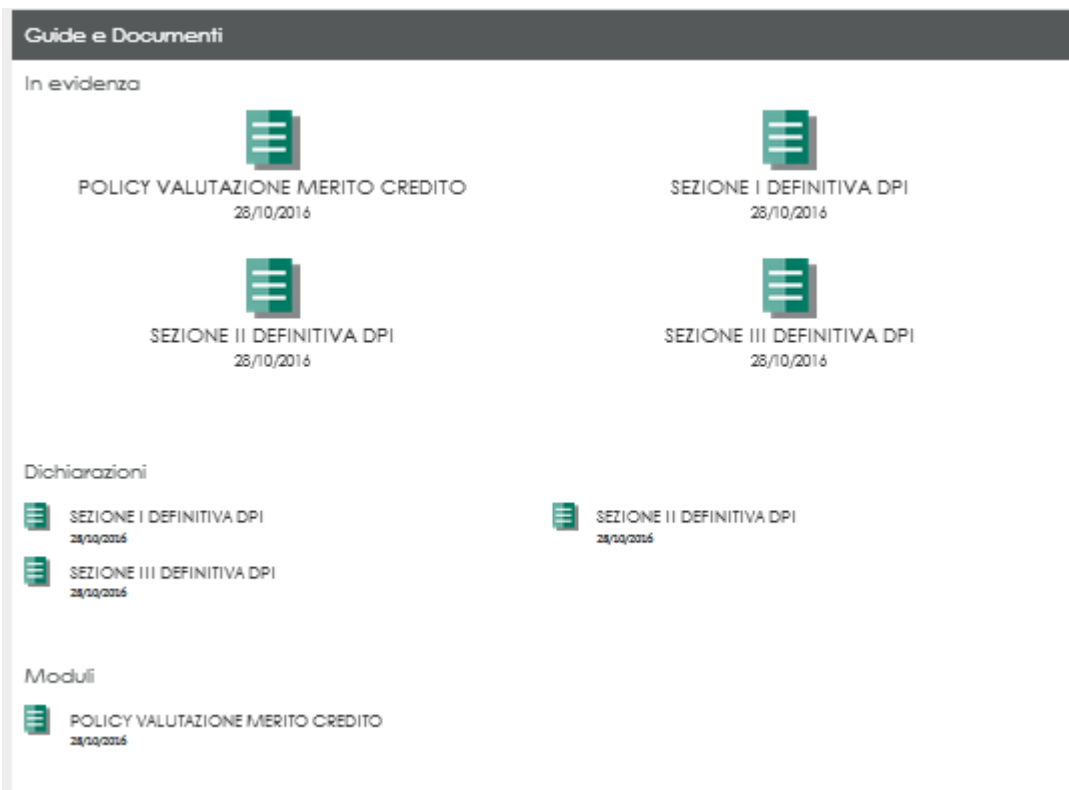 Guide e Documenti
In evidenza
POLICY VALUTAZIONE MERITO CREDITO
28/10/2016
SEZIONE I DEFINITIVA DPI
28/10/2016
SEZIONE II DEFINITIVA DPI
28/10/2016
SEZIONE III DEFINITIVA DPI
28/10/2016
Dichiarazioni
SEZIONE I DEFINITIVA DPI
28/10/2016
SEZIONE II DEFINITIVA DPI
28/10/2016
SEZIONE III DEFINITIVA DPI
28/10/2016
Moduli
POLICY VALUTAZIONE MERITO CREDITO
28/10/2016